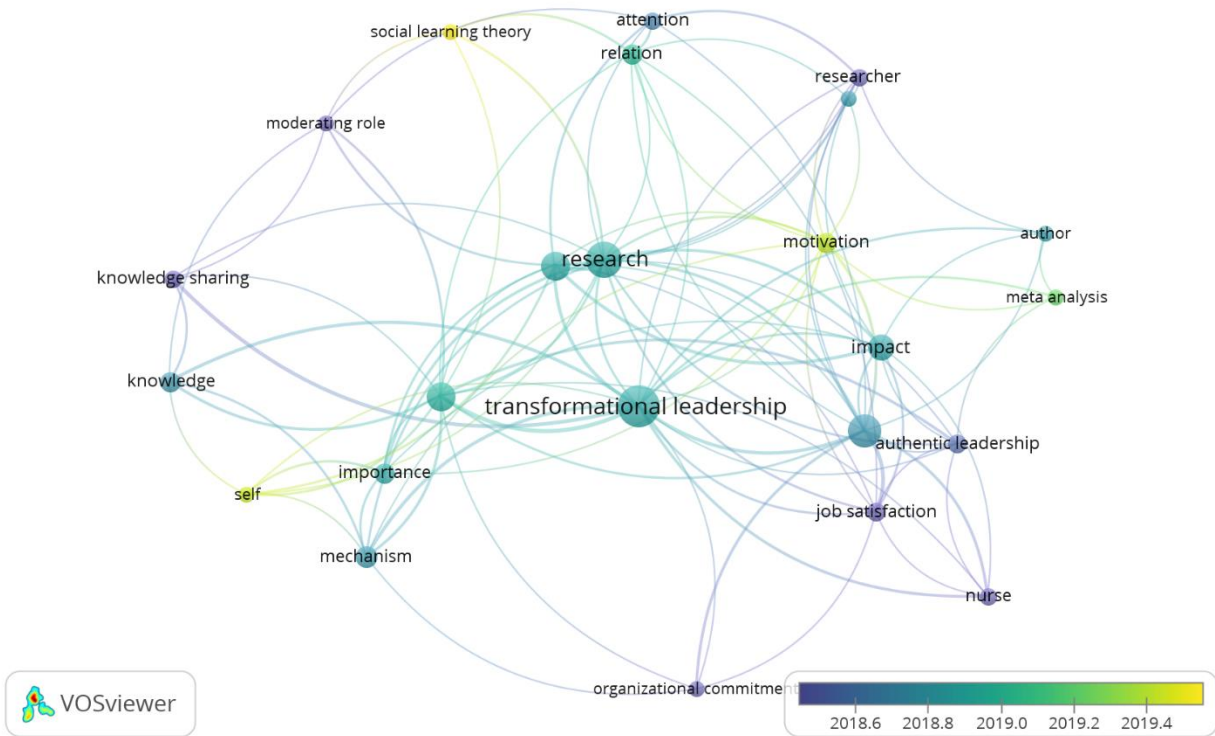 attention
social learning theory
relation
researcher
moderating role
author
motivation
research
knowledge sharing
meta analysis
impact
knowledge
transformational leadership
authentic leadership
importance
self
job satisfaction
mechanism
nurse
organizational commitment
VOSviewer
2018.6 2018.8 2019.0 2019.2 2019.4